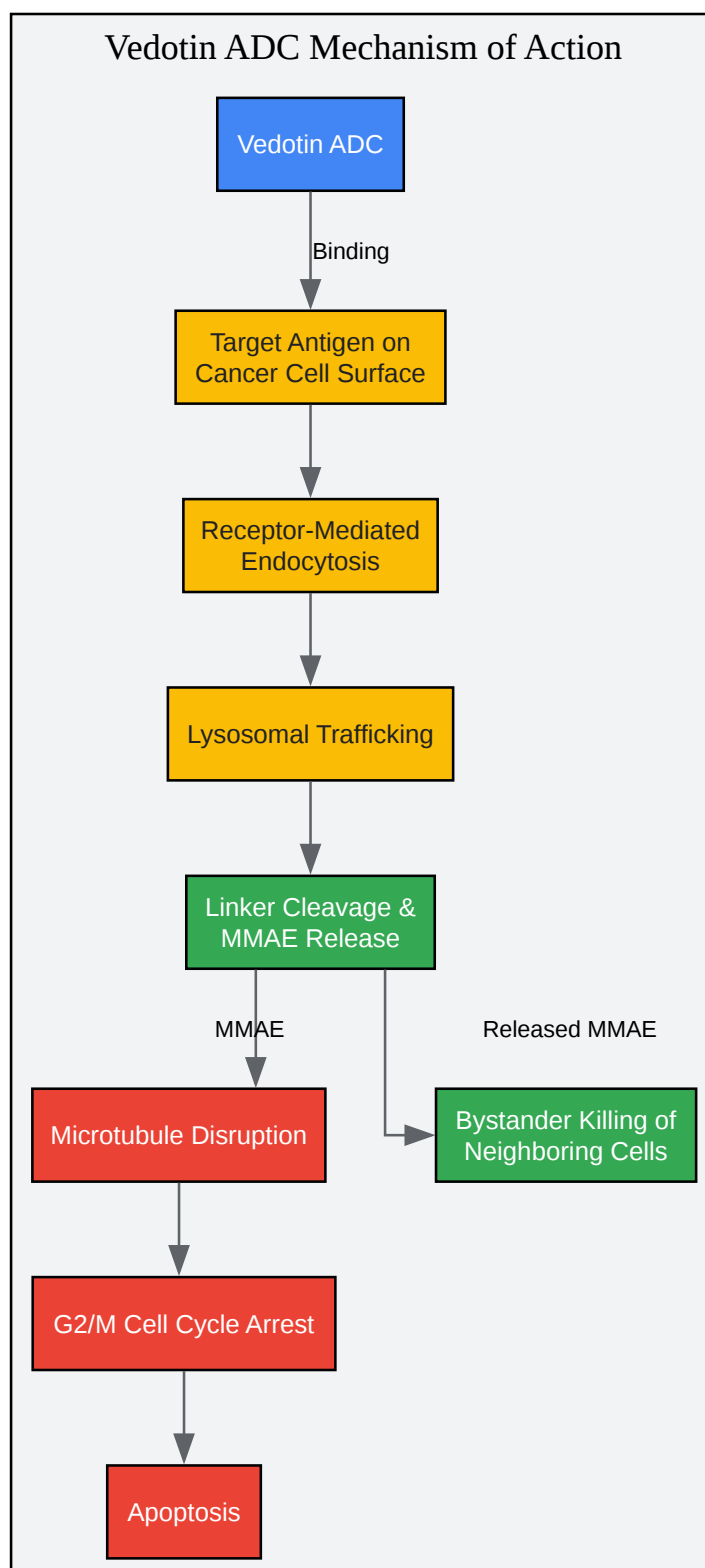 Vedotin ADC Mechanism of Action
Vedotin ADC
Binding
Target Antigen on
Cancer Cell Surface
Receptor-Mediated
Endocytosis
Lysosomal Trafficking
Linker Cleavage &
MMAE Release
MMAE
Released MMAE
Microtubule Disruption
Bystander Killing of
Neighboring Cells
G2/M Cell Cycle Arrest
Apoptosis